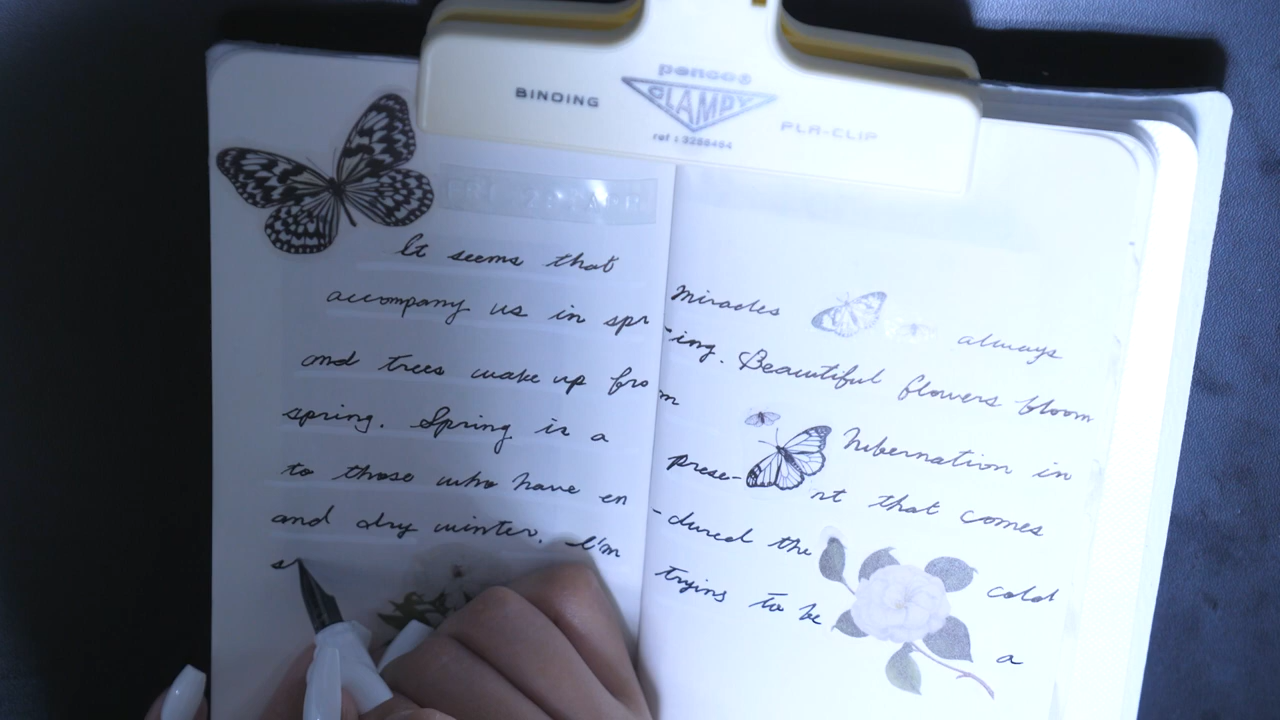 penco®
BINDING CLAMPY PLA-CLIP
It seems that miracles always
accompany us in spr-ing. Beautiful flowers bloom
and trees wake up from hibernation in
spring. Spring is a prese-nt that comes
to those who have en-dured the cold
and dry winter. I'm trying to be a